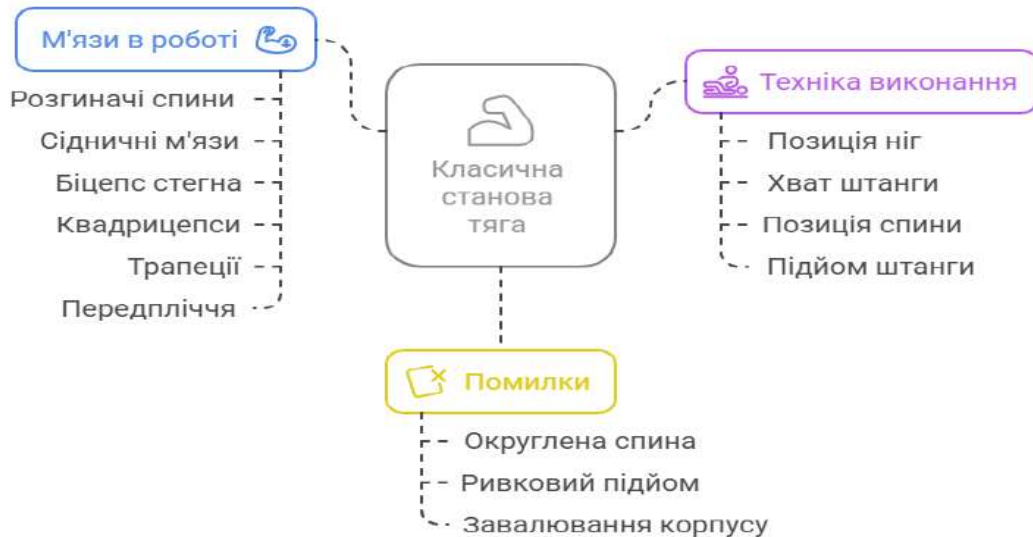 М'язи в роботі
Розгиначі спини
Сідничні м'язи
Біцепс стегна
Квадрицепси
Трапеції
Передпліччя
Класична
станова
тяга
Техніка виконання
Позиція ніг
Хват штанги
Позиція спини
Підйом штанги
Помилки
Округлена спина
Ривковий підйом
Завалювання корпусу